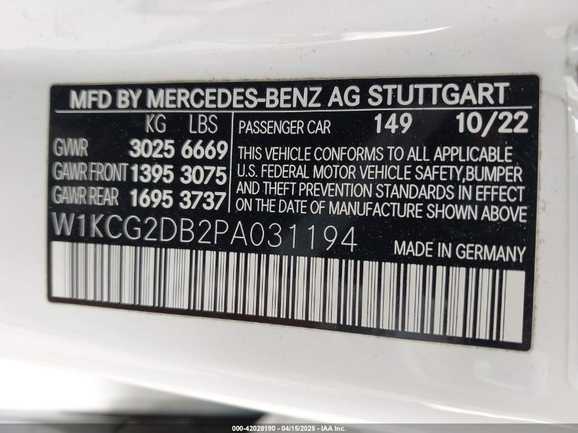 MFD BY MERCEDES-BENZ AG STUTTGART
KG LBS
GVWR 3025 6669
GAWR FRONT 1395 3075
GAWR REAR 1695 3737
PASSENGER CAR 149 10/22
THIS VEHICLE CONFORMS TO ALL APPLICABLE
U.S. FEDERAL MOTOR VEHICLE SAFETY,BUMPER
AND THEFT PREVENTION STANDARDS IN EFFECT
ON THE DATE OF MANUFACTURE SHOWN ABOVE
W1KCG2DB2PA031194
MADE IN GERMANY
000-42028190 - 04/15/2025 - IAA Inc.